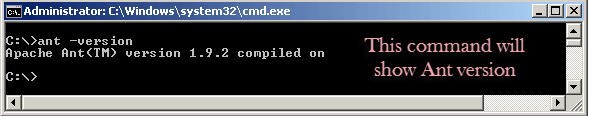 Administrator: C:\Windows\system32\cmd.exe
C:\>ant -version
Apache Ant(TM) version 1.9.2 compiled on
C:\>
This command will
show Ant version